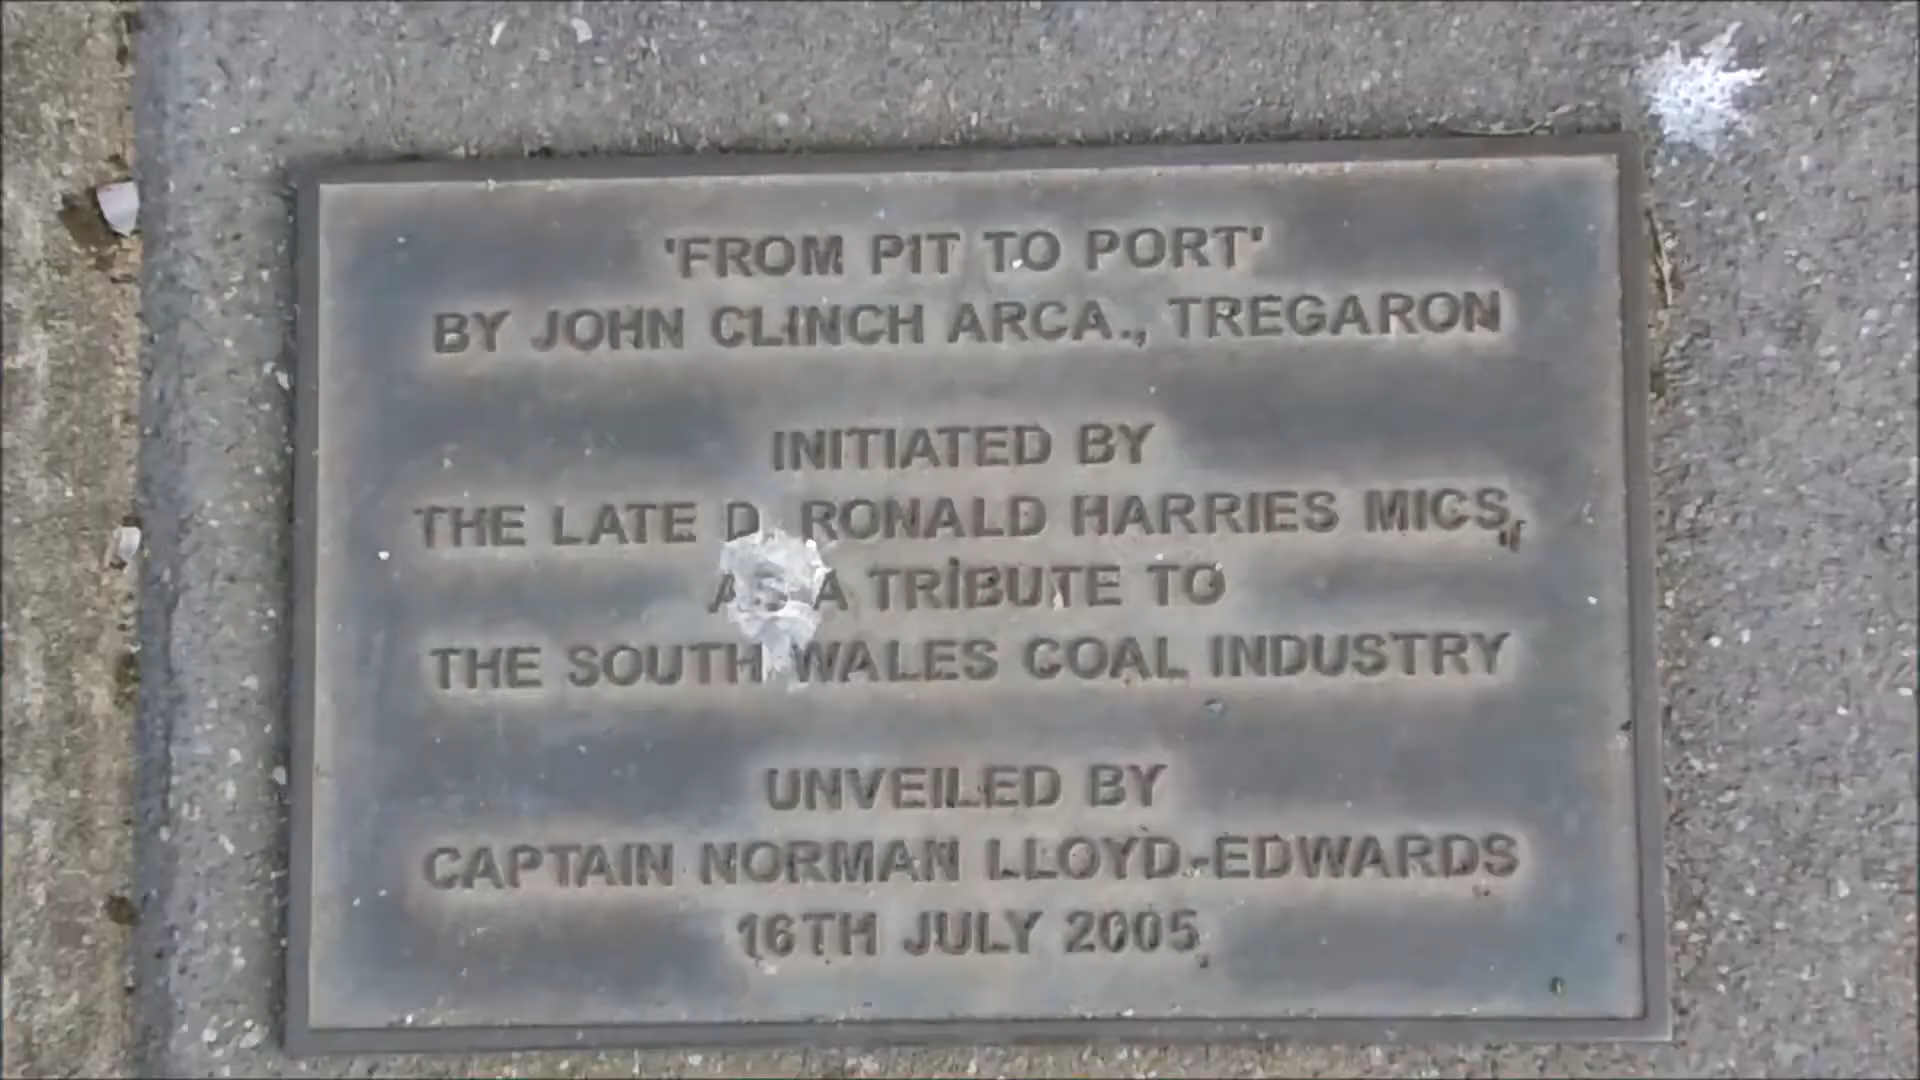 'FROM PIT TO PORT'
BY JOHN CLINCH ARCA., TREGARON
INITIATED BY
THE LATE D. RONALD HARRIES MICS,
AS A TRIBUTE TO
THE SOUTH WALES COAL INDUSTRY
UNVEILED BY
CAPTAIN NORMAN LLOYD-EDWARDS
16TH JULY 2005